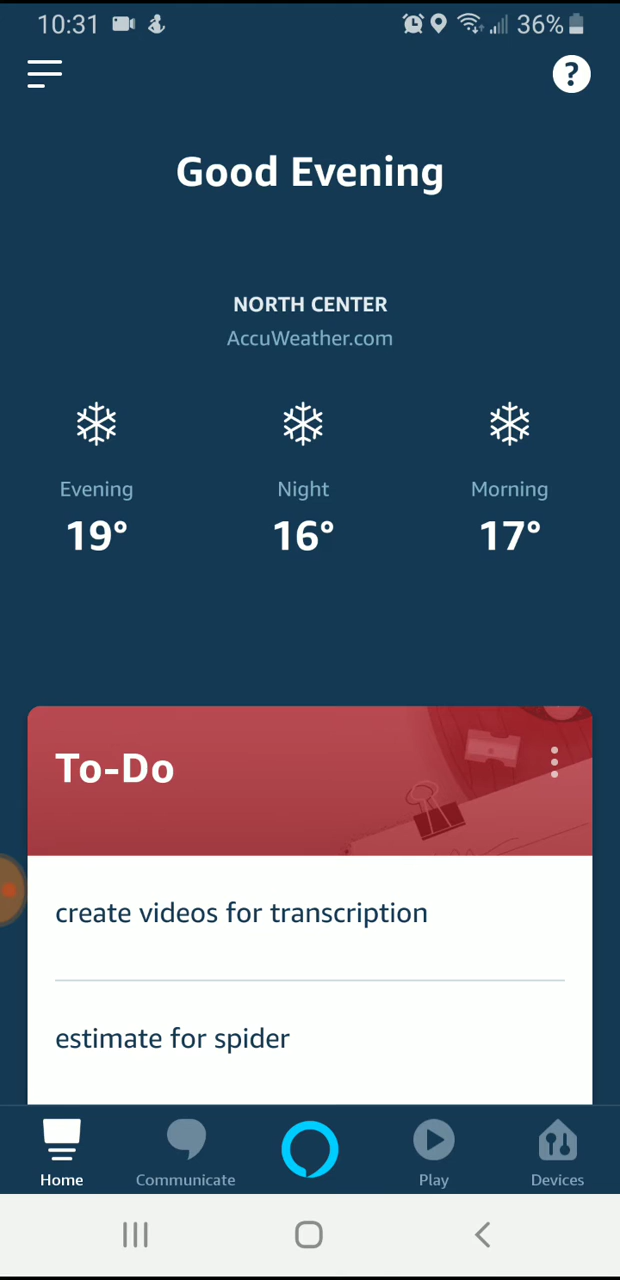 10:31 36%
?
Good Evening
NORTH CENTER
AccuWeather.com
Evening Night Morning
19° 16° 17°
To-Do
create videos for transcription
estimate for spider
Home Communicate Play Devices